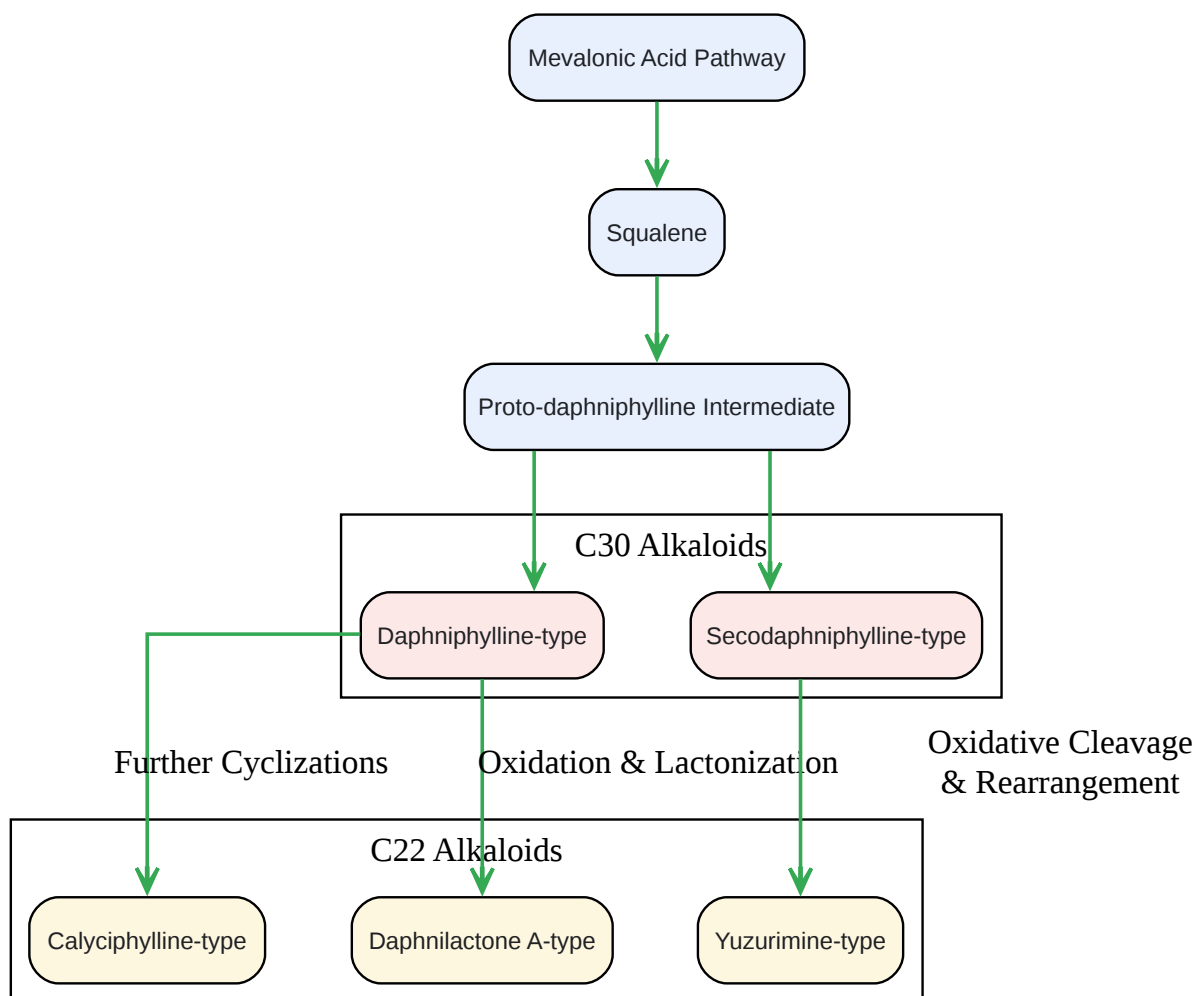 Mevalonic Acid Pathway
Squalene
Proto-daphniphylline Intermediate
C30 Alkaloids
Daphniphylline-type
Secodaphniphylline-type
Further Cyclizations
Oxidation & Lactonization
Oxidative Cleavage
& Rearrangement
C22 Alkaloids
Calyciphylline-type
Daphnilactone A-type
Yuzurimine-type